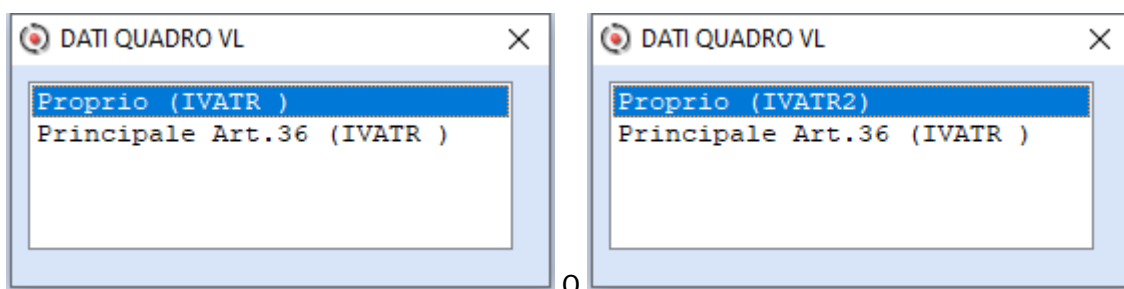 DATI QUADRO VL
Proprio (IVATR )
Principale Art.36 (IVATR )
o
DATI QUADRO VL
Proprio (IVATR2)
Principale Art.36 (IVATR )